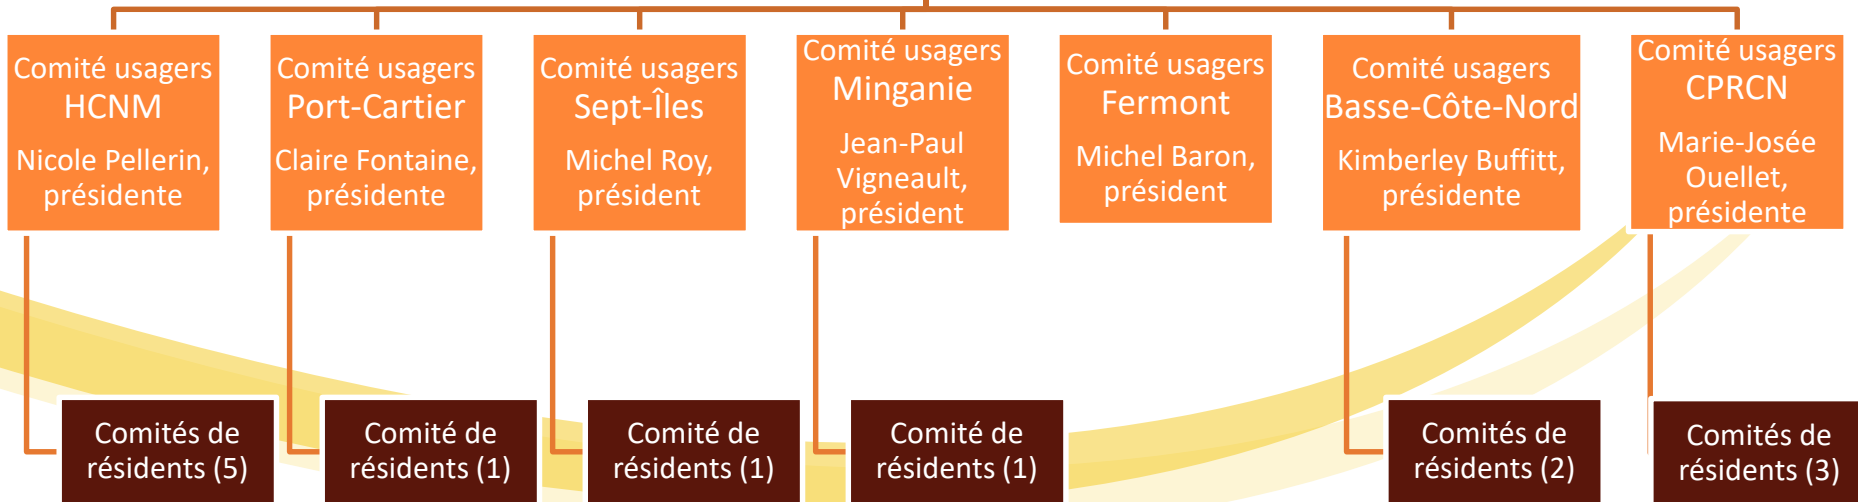 Comité usagers
HCNM
Nicole Pellerin,
présidente
Comité usagers
Port-Cartier
Claire Fontaine,
présidente
Comité usagers
Sept-Îles
Michel Roy,
président
Comité usagers
Minganie
Jean-Paul
Vigneault,
président
Comité usagers
Fermont
Michel Baron,
président
Comité usagers
Basse-Côte-Nord
Kimberley Buffitt,
présidente
Comité usagers
CPRCN
Marie-Josée
Ouellet,
présidente
Comités de
résidents (5)
Comité de
résidents (1)
Comité de
résidents (1)
Comité de
résidents (1)
Comités de
résidents (2)
Comités de
résidents (3)